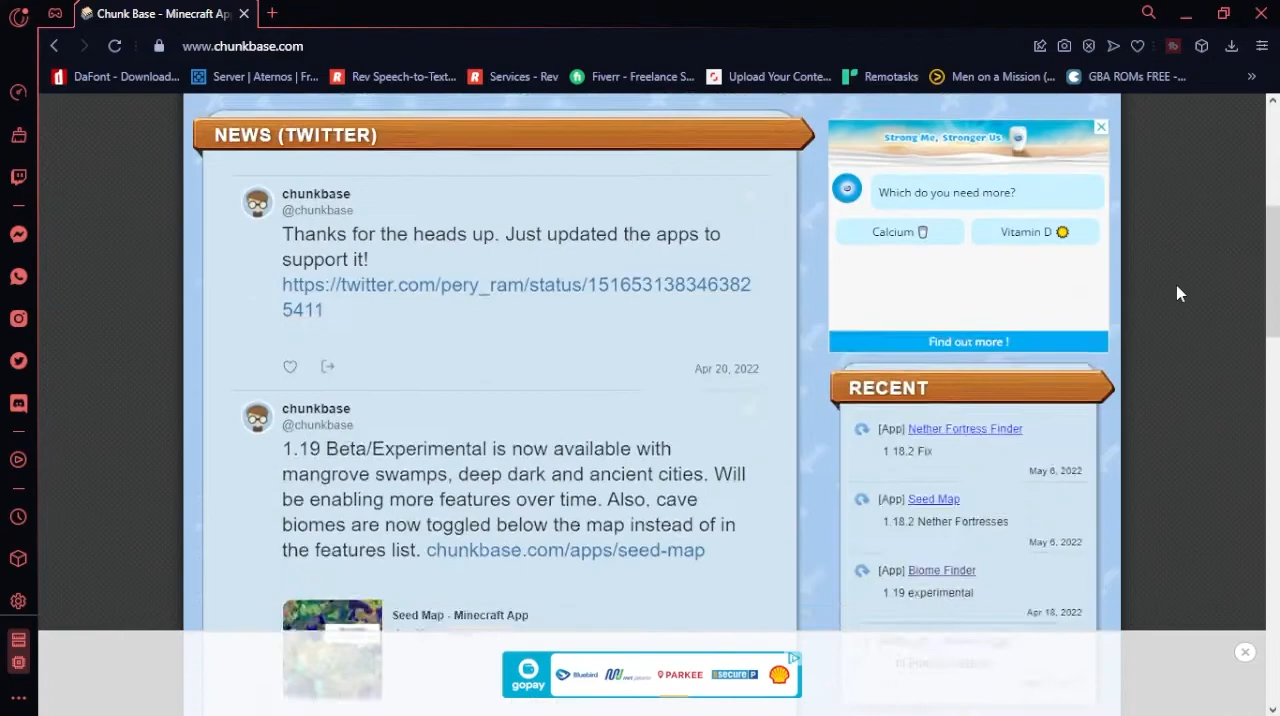 Chunk Base - Minecraft Ap
www.chunkbase.com
DaFont - Download...
Server | Aternos | Fr...
Rev Speech-to-Text...
Services - Rev
Fiverr - Freelance S...
Upload Your Conte...
Remotasks
Men on a Mission (...
GBA ROMs FREE -...
NEWS (TWITTER)
chunkbase
@chunkbase
Thanks for the heads up. Just updated the apps to
support it!
https://twitter.com/pery_ram/status/151653138346382
5411
Apr 20, 2022
chunkbase
@chunkbase
1.19 Beta/Experimental is now available with
mangrove swamps, deep dark and ancient cities. Will
be enabling more features over time. Also, cave
biomes are now toggled below the map instead of in
the features list. chunkbase.com/apps/seed-map
Seed Map - Minecraft App
Strong Me, Stronger Us
Which do you need more?
Calcium
Vitamin D
Find out more !
RECENT
[App] Nether Fortress Finder
1.18.2 Fix
May 6, 2022
[App] Seed Map
1.18.2 Nether Fortresses
May 6, 2022
[App] Biome Finder
1.19 experimental
Apr 18, 2022
gopay
Bluebird
PARKEE
secure P